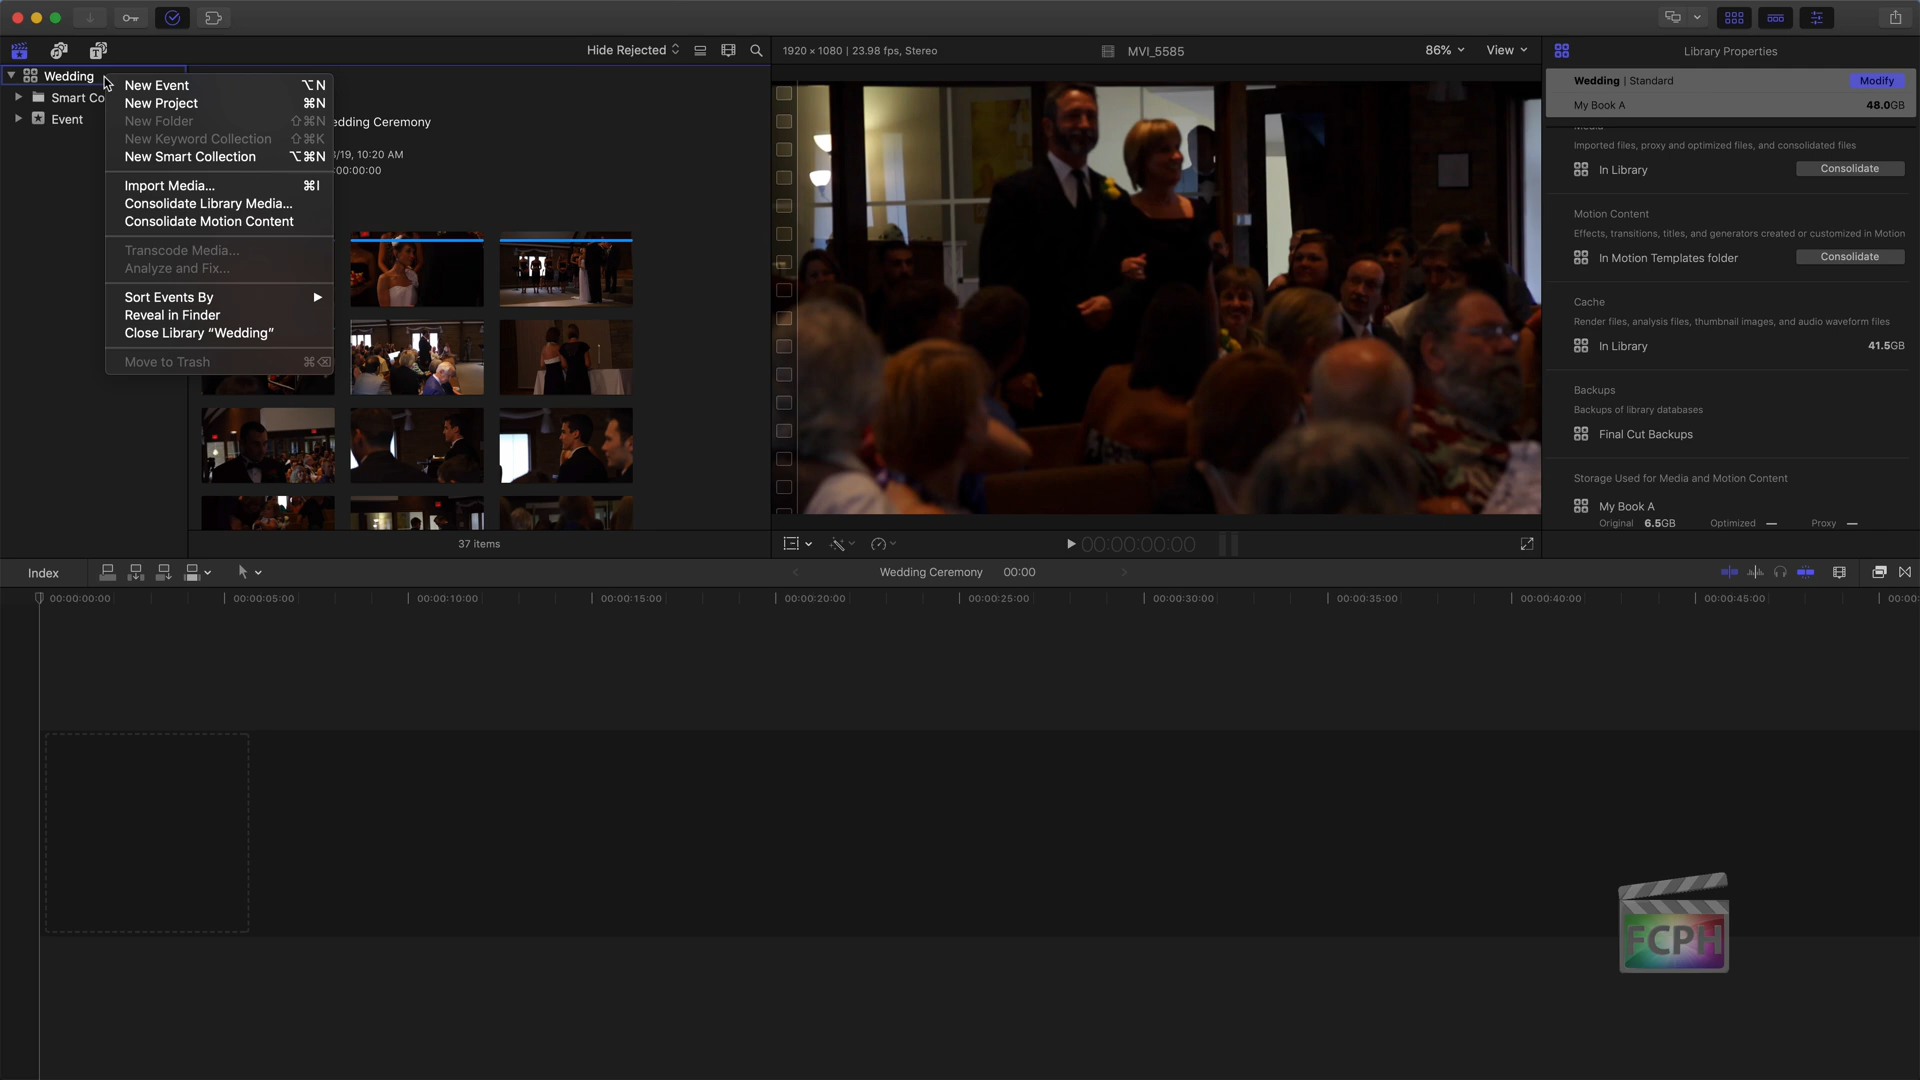 Hide Rejected
1920 × 1080 | 23.98 fps, Stereo
MVI_5585
86%
View
Library Properties
Wedding
Smart Co
Event
New Event ⌥N
New Project ⌘N
New Folder ⇧⌘N
New Keyword Collection ⇧⌘K
New Smart Collection ⌥⌘N
Import Media... ⌘I
Consolidate Library Media...
Consolidate Motion Content
Transcode Media...
Analyze and Fix...
Sort Events By
Reveal in Finder
Close Library “Wedding”
Move to Trash ⌘⌫
edding Ceremony
/19, 10:20 AM
:00:00:00
37 items
00:00:00:00
Wedding | Standard
Modify
My Book A
48.0GB
Media
Imported files, proxy and optimized files, and consolidated files
In Library
Consolidate
Motion Content
Effects, transitions, titles, and generators created or customized in Motion
In Motion Templates folder
Consolidate
Cache
Render files, analysis files, thumbnail images, and audio waveform files
In Library
41.5GB
Backups
Backups of library databases
Final Cut Backups
Storage Used for Media and Motion Content
My Book A
Original 6.5GB Optimized — Proxy —
Index
Wedding Ceremony 00:00
00:00:00:00
00:00:05:00
00:00:10:00
00:00:15:00
00:00:20:00
00:00:25:00
00:00:30:00
00:00:35:00
00:00:40:00
00:00:45:00
00:00:
FCPH